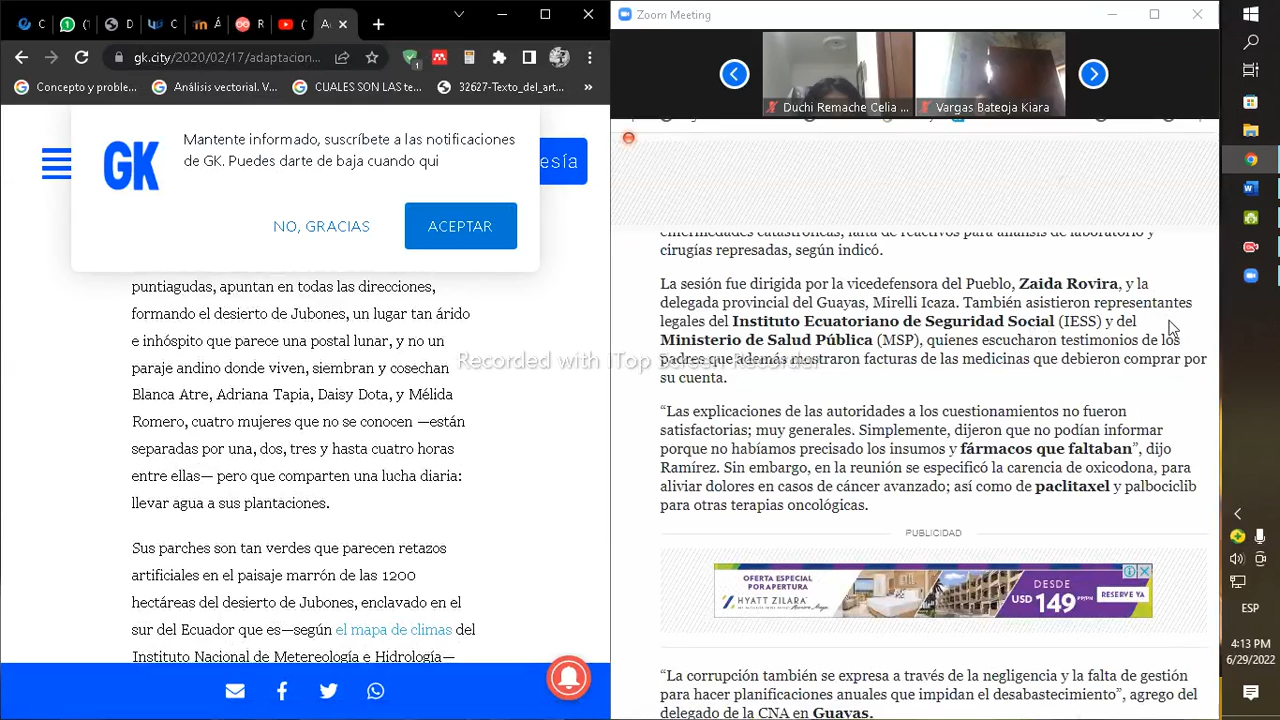 C
(1
D
C
Á
R
(
A
gk.city/2020/02/17/adaptacion...
1
Concepto y proble...
Análisis vectorial. V...
CUALES SON L...te...
32627-Texto_del_art...
»
GK
Mantente informado, suscríbete a las notificaciones
de GK. Puedes darte de baja cuando qui
esía
NO, GRACIAS
ACEPTAR
puntiagudas, apuntan en todas las direcciones,
formando el desierto de Jubones, un lugar tan árido
e inhóspito que parece una postal lunar, y no un
paraje andino donde viven, siembran y cosechan
Blanca Atre, Adriana Tapia, Daisy Dota, y Mélida
Romero, cuatro mujeres que no se conocen —están
separadas por una, dos, tres y hasta cuatro horas
entre ellas— pero que comparten una lucha diaria:
llevar agua a sus plantaciones.
Sus parches son tan verdes que parecen retazos
artificiales en el paisaje marrón de las 1200
hectáreas del desierto de Jubones, enclavado en el
sur del Ecuador que es—según el mapa de climas del
Instituto Nacional de Metereología e Hidrología—
Zoom Meeting
Duchi Remache Celia ...
Vargas Bateoja Kiara
enfermedades catastróficas, falta de reactivos para análisis de laboratorio y
cirugías represadas, según indicó.
La sesión fue dirigida por la vicedefensora del Pueblo, Zaida Rovira, y la
delegada provincial del Guayas, Mirelli Icaza. También asistieron representantes
legales del Instituto Ecuatoriano de Seguridad Social (IESS) y del
Ministerio de Salud Pública (MSP), quienes escucharon testimonios de los
padres que además mostraron facturas de las medicinas que debieron comprar por
su cuenta.
Recorded with iTop Screen Recorder
“Las explicaciones de las autoridades a los cuestionamientos no fueron
satisfactorias; muy generales. Simplemente, dijeron que no podían informar
porque no habíamos precisado los insumos y fármacos que faltaban”, dijo
Ramírez. Sin embargo, en la reunión se especificó la carencia de oxicodona, para
aliviar dolores en casos de cáncer avanzado; así como de paclitaxel y palbociclib
para otras terapias oncológicas.
PUBLICIDAD
OFERTA ESPECIAL
POR APERTURA
HYATT ZILARA
DESDE
USD 149
RESERVE YA
“La corrupción también se expresa a través de la negligencia y la falta de gestión
para hacer planificaciones anuales que impidan el desabastecimiento”, agrego del
delegado de la CNA en Guayas.
ESP
4:13 PM
6/29/2022